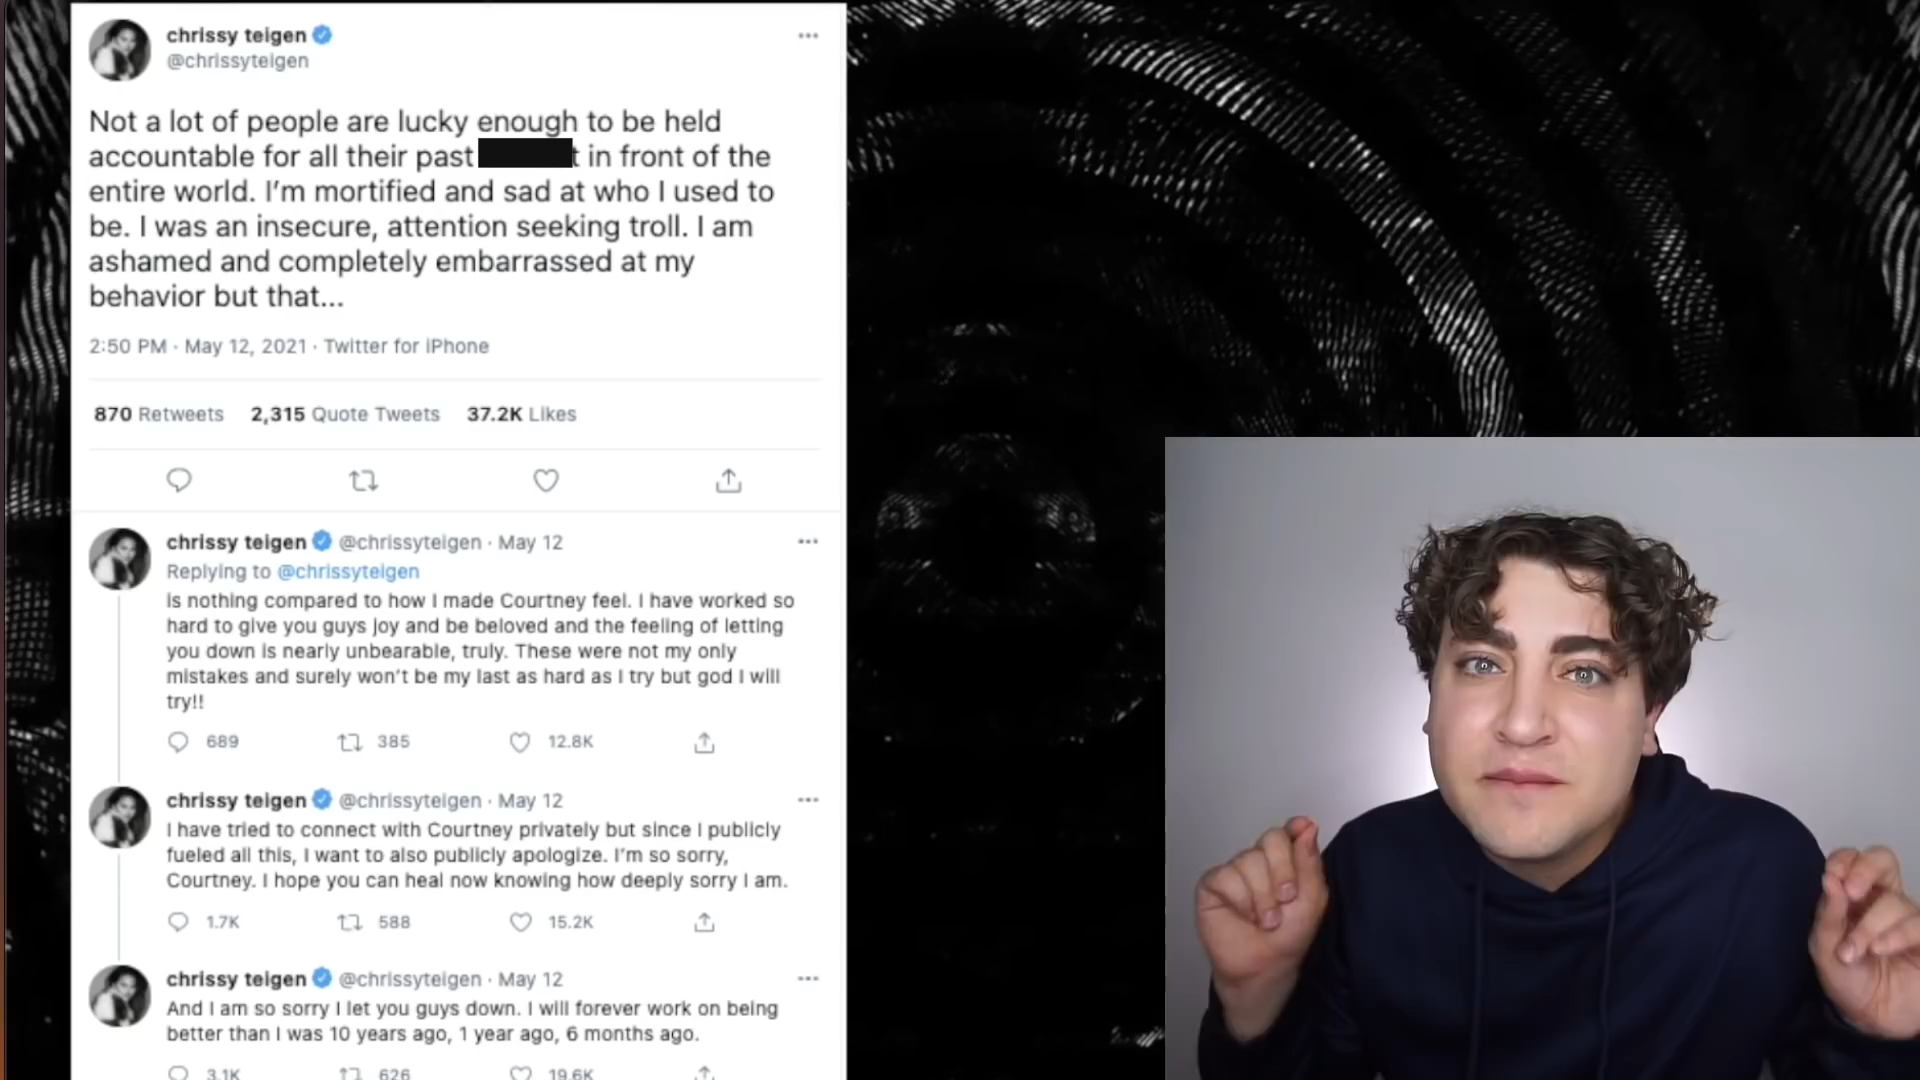 chrissy teigen
@chrissyteigen
Not a lot of people are lucky enough to be held
accountable for all their past t in front of the
entire world. I'm mortified and sad at who I used to
be. I was an insecure, attention seeking troll. I am
ashamed and completely embarrassed at my
behavior but that...
2:50 PM · May 12, 2021 · Twitter for iPhone
870 Retweets 2,315 Quote Tweets 37.2K Likes
chrissy teigen @chrissyteigen · May 12
Replying to @chrissyteigen
is nothing compared to how I made Courtney feel. I have worked so
hard to give you guys joy and be beloved and the feeling of letting
you down is nearly unbearable, truly. These were not my only
mistakes and surely won't be my last as hard as I try but god I will
try!!
689 385 12.8K
chrissy teigen @chrissyteigen · May 12
I have tried to connect with Courtney privately but since I publicly
fueled all this, I want to also publicly apologize. I'm so sorry,
Courtney. I hope you can heal now knowing how deeply sorry I am.
1.7K 588 15.2K
chrissy teigen @chrissyteigen · May 12
And I am so sorry I let you guys down. I will forever work on being
better than I was 10 years ago, 1 year ago, 6 months ago.
3.1K 626 19.6K